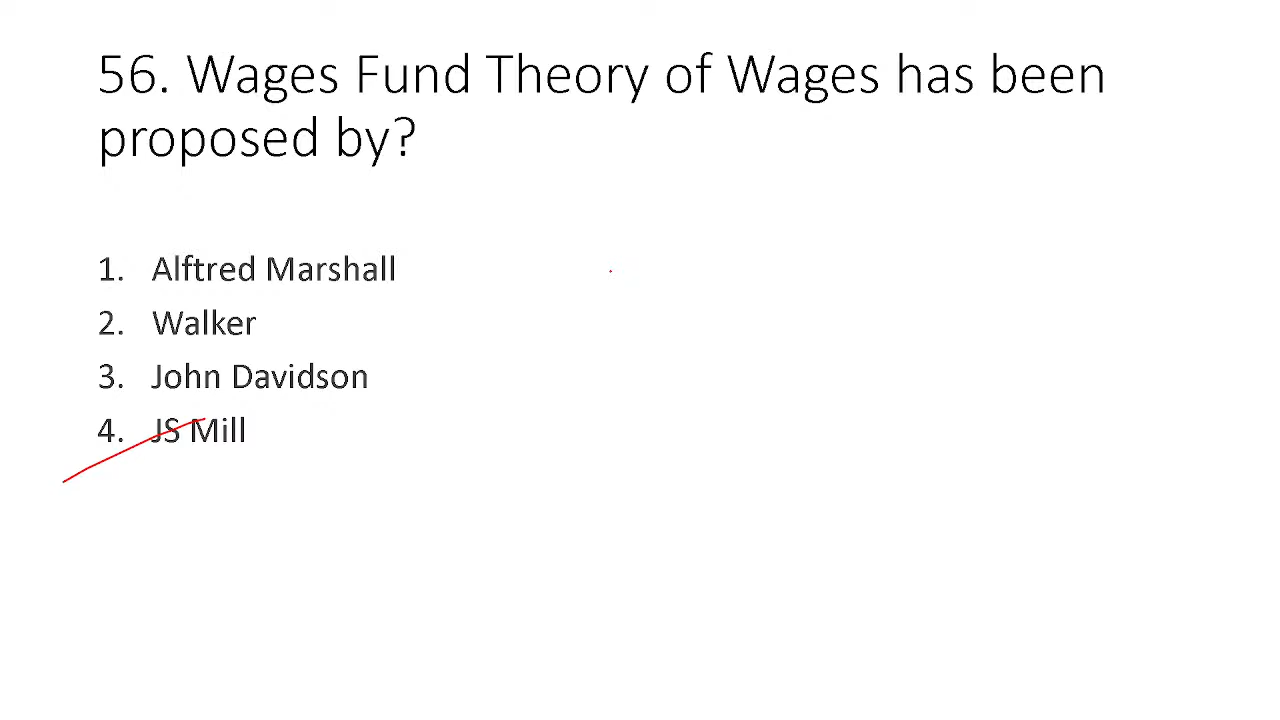 56. Wages Fund Theory of Wages has been
proposed by?
1. Alftred Marshall
2. Walker
3. John Davidson
4. JS Mill